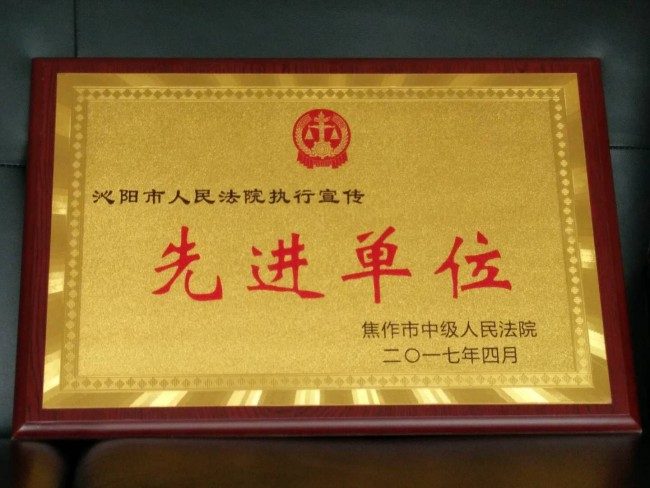 沁阳市人民法院执行宣传
先进单位
焦作市中级人民法院
二〇一七年四月